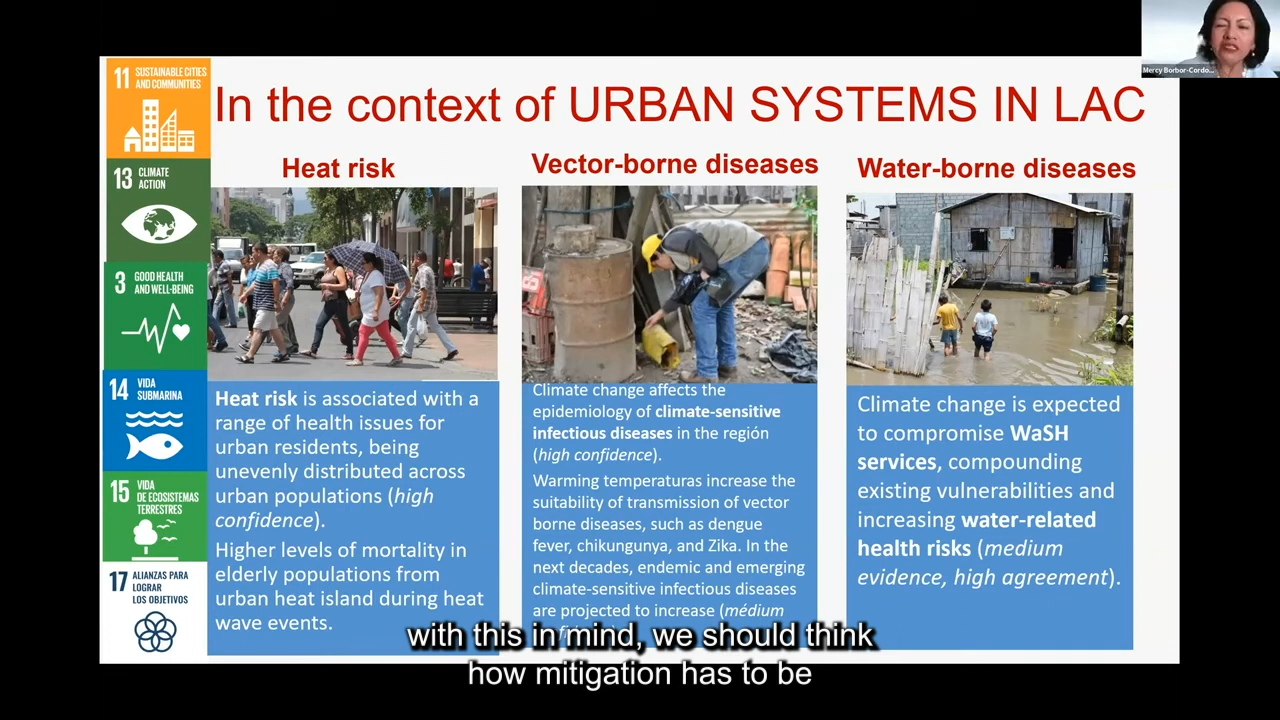 Mercy Borbor-Cordo...
11 SUSTAINABLE CITIES
AND COMMUNITIES
13 CLIMATE
ACTION
3 GOOD HEALTH
AND WELL-BEING
14 VIDA
SUBMARINA
15 VIDA
DE ECOSISTEMAS
TERRESTRES
17 ALIANZAS PARA
LOGRAR
LOS OBJETIVOS
In the context of URBAN SYSTEMS IN LAC
Heat risk
Heat risk is associated with a
range of health issues for
urban residents, being
unevenly distributed across
urban populations (high
confidence).
Higher levels of mortality in
elderly populations from
urban heat island during heat
wave events.
Vector-borne diseases
Climate change affects the
epidemiology of climate-sensitive
infectious diseases in the región
(high confidence).
Warming temperaturas increase the
suitability of transmission of vector
borne diseases, such as dengue
fever, chikungunya, and Zika. In the
next decades, endemic and emerging
climate-sensitive infectious diseases
are projected to increase (médium
Water-borne diseases
Climate change is expected
to compromise WaSH
services, compounding
existing vulnerabilities and
increasing water-related
health risks (medium
evidence, high agreement).
with this in mind, we should think
how mitigation has to be